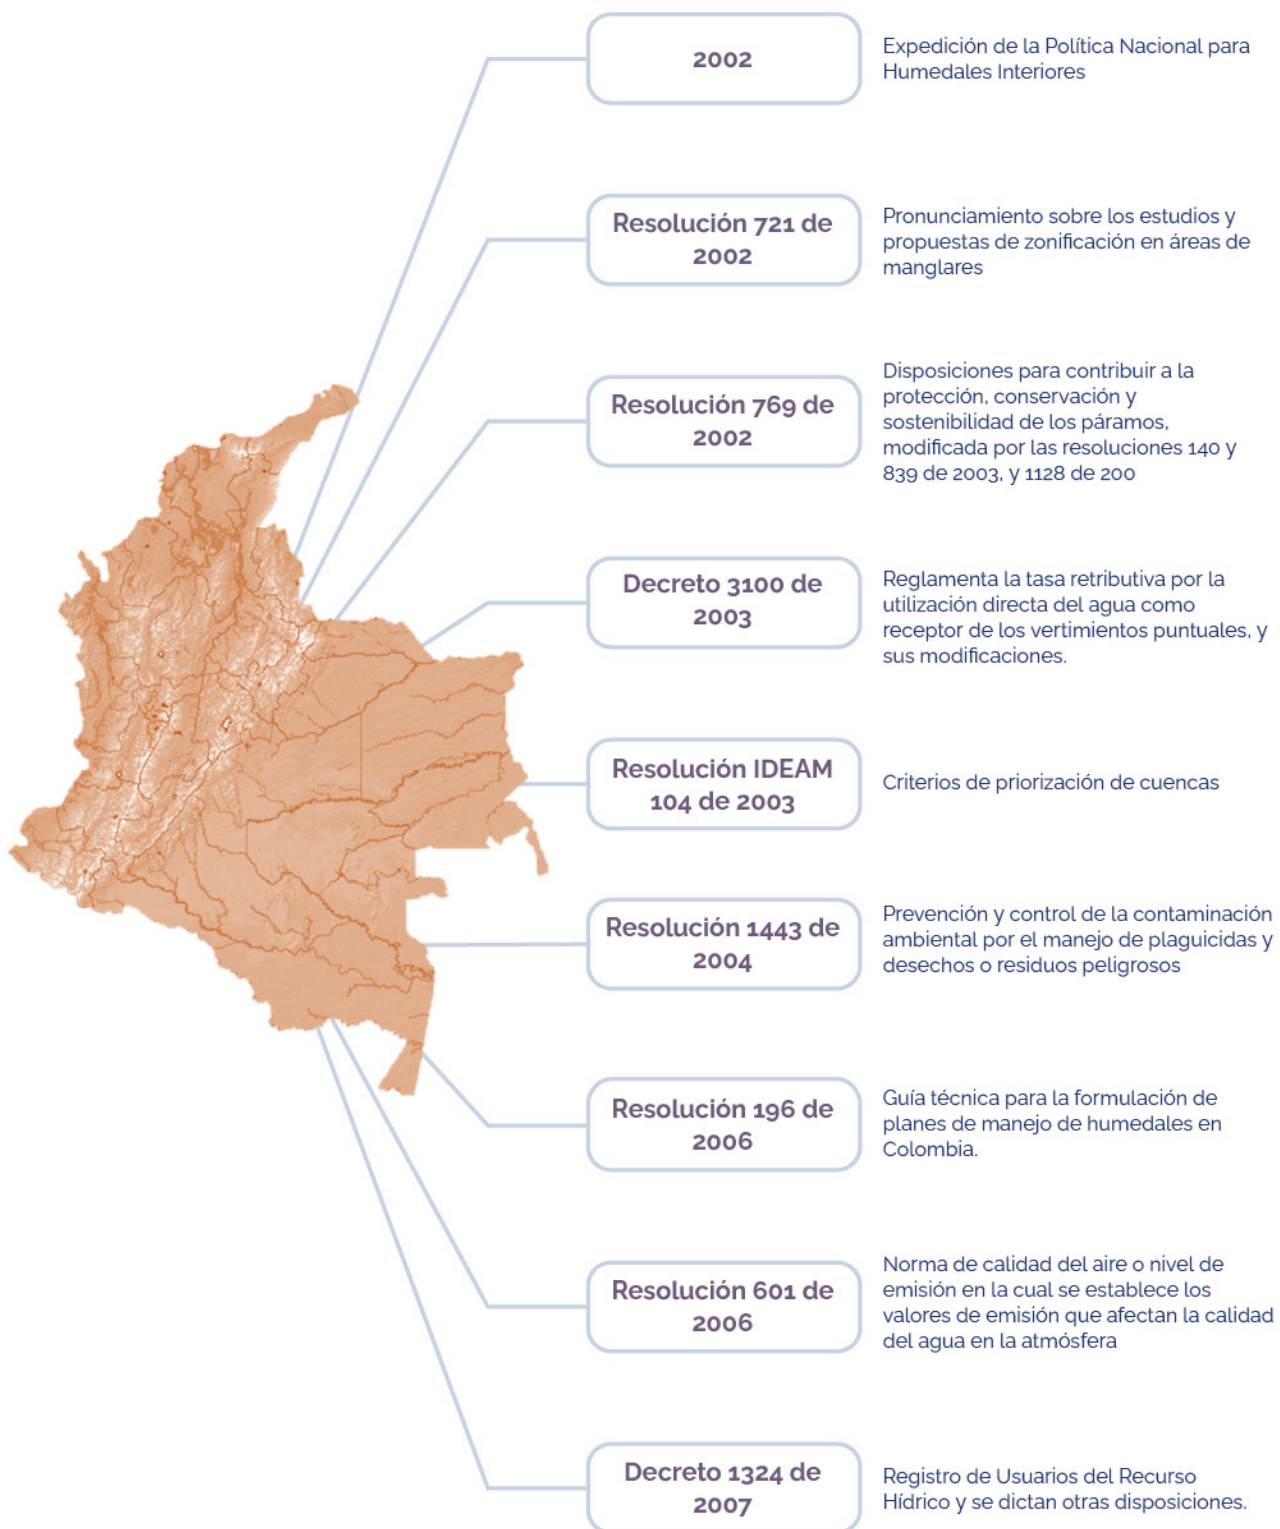 2002
Expedición de la Política Nacional para
Humedales Interiores
Resolución 721 de
2002
Pronunciamiento sobre los estudios y
propuestas de zonificación en áreas de
manglares
Resolución 769 de
2002
Disposiciones para contribuir a la
protección, conservación y
sostenibilidad de los páramos,
modificada por las resoluciones 140 y
839 de 2003, y 1128 de 200
Decreto 3100 de
2003
Reglamenta la tasa retributiva por la
utilización directa del agua como
receptor de los vertimientos puntuales, y
sus modificaciones.
Resolución IDEAM
104 de 2003
Criterios de priorización de cuencas
Resolución 1443 de
2004
Prevención y control de la contaminación
ambiental por el manejo de plaguicidas y
desechos o residuos peligrosos
Resolución 196 de
2006
Guía técnica para la formulación de
planes de manejo de humedales en
Colombia.
Resolución 601 de
2006
Norma de calidad del aire o nivel de
emisión en la cual se establece los
valores de emisión que afectan la calidad
del agua en la atmósfera
Decreto 1324 de
2007
Registro de Usuarios del Recurso
Hídrico y se dictan otras disposiciones.